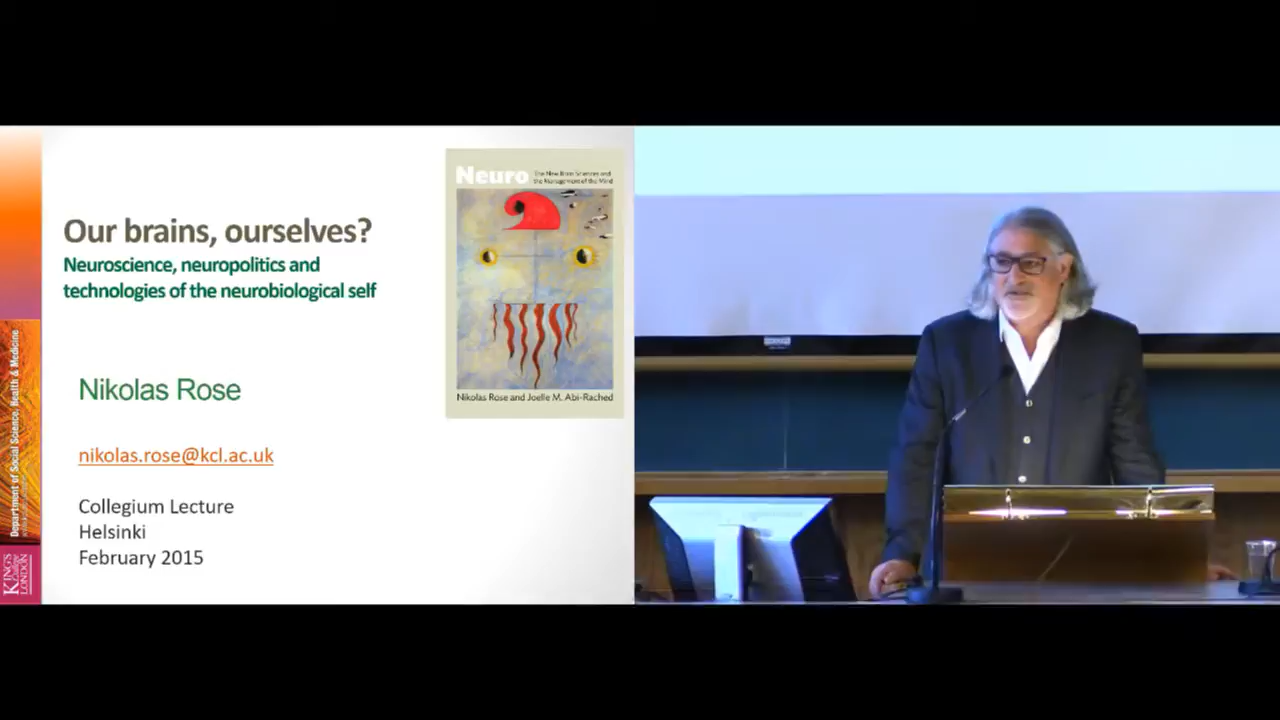 Our brains, ourselves?
Neuroscience, neuropolitics and
technologies of the neurobiological self
Nikolas Rose
nikolas.rose@kcl.ac.uk
Collegium Lecture
Helsinki
February 2015
Neuro
The New Brain Sciences and
the Management of the Mind
Nikolas Rose and Joelle M. Abi-Rached
Department of Social Science, Health & Medicine
KING'S
College
LONDON